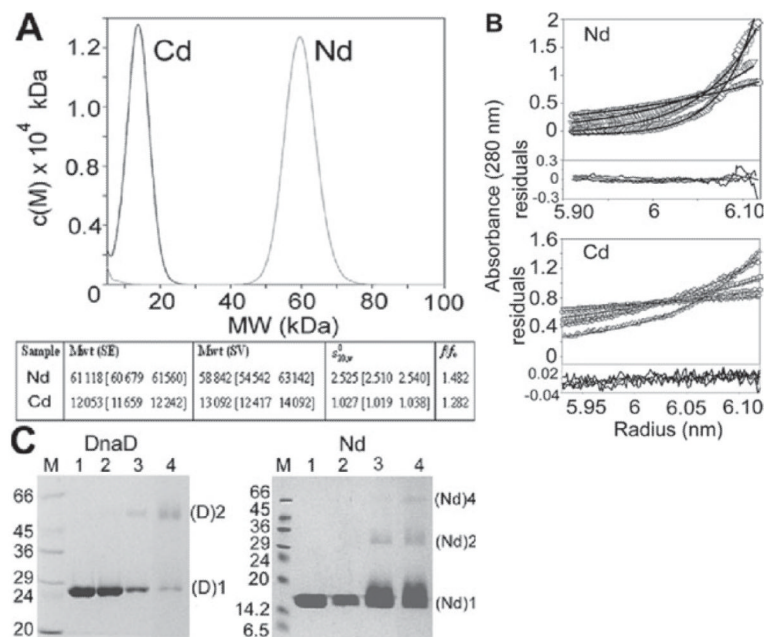 A
Cd
Nd
1.2
1.0
0.8
0.4
0
c(M) x 10⁴ kDa
20
40
60
80
100
MW (kDa)
Sample Mwt (SE) Mwt (SV) s⁰20,w f/fₒ
Nd 61118 [60679 61560] 58842 [54542 63142] 2.525 [2.510 2.540] 1.482
Cd 12053 [11659 12242] 13092 [12417 14092] 1.027 [1.019 1.038] 1.282
B
Nd
2
1.5
1
0.5
0
0.3
0
-0.3
5.90
6
6.10
Absorbance (280 nm)
residuals
residuals
Cd
1.6
1.2
0.8
0.4
0
0.02
-0.04
5.95
6
6.05
6.10
Radius (nm)
C
DnaD
M 1 2 3 4
66
45
36
29
24
20
(D)2
(D)1
Nd
M 1 2 3 4
66
45
36
29
24
20
14.2
6.5
(Nd)4
(Nd)2
(Nd)1